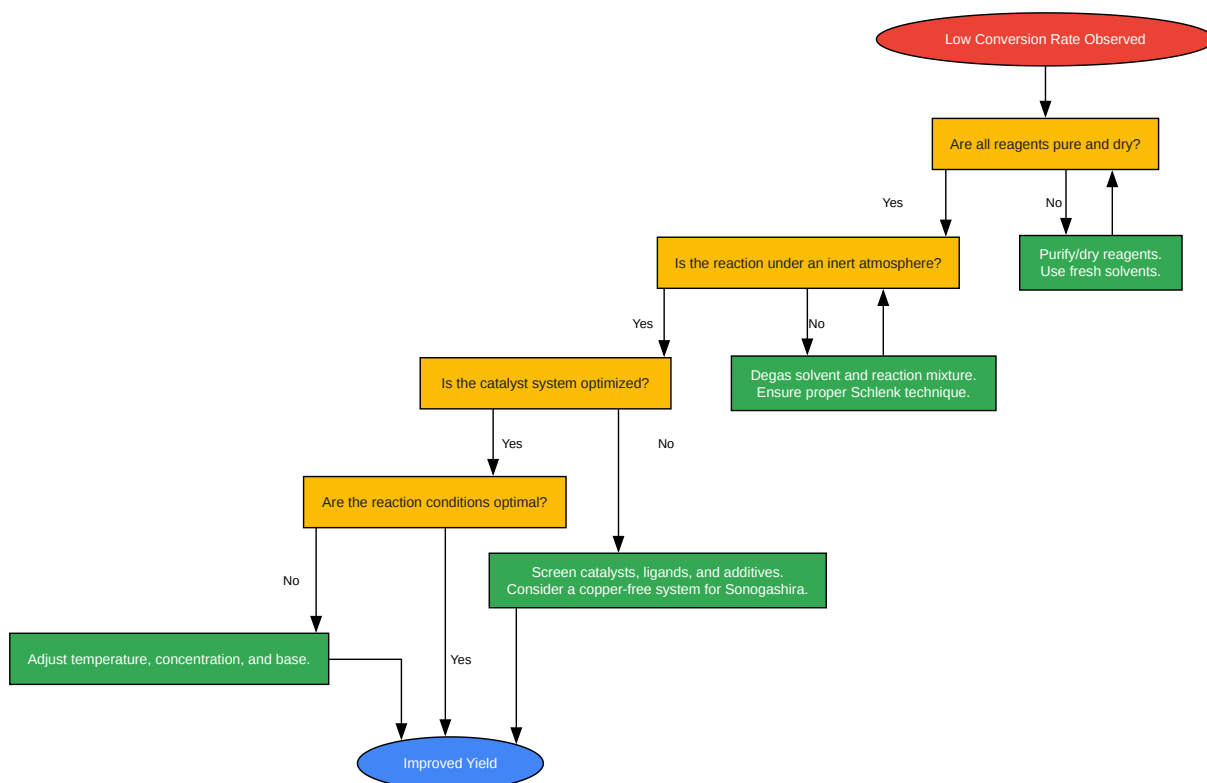 Low Conversion Rate Observed
Are all reagents pure and dry?
Yes
No
Purify/dry reagents.
Use fresh solvents.
Is the reaction under an inert atmosphere?
Yes
No
Degas solvent and reaction mixture.
Ensure proper Schlenk technique.
Is the catalyst system optimized?
Yes
No
Are the reaction conditions optimal?
Screen catalysts, ligands, and additives.
Consider a copper-free system for Sonogashira.
No
Adjust temperature, concentration, and base.
Yes
Improved Yield